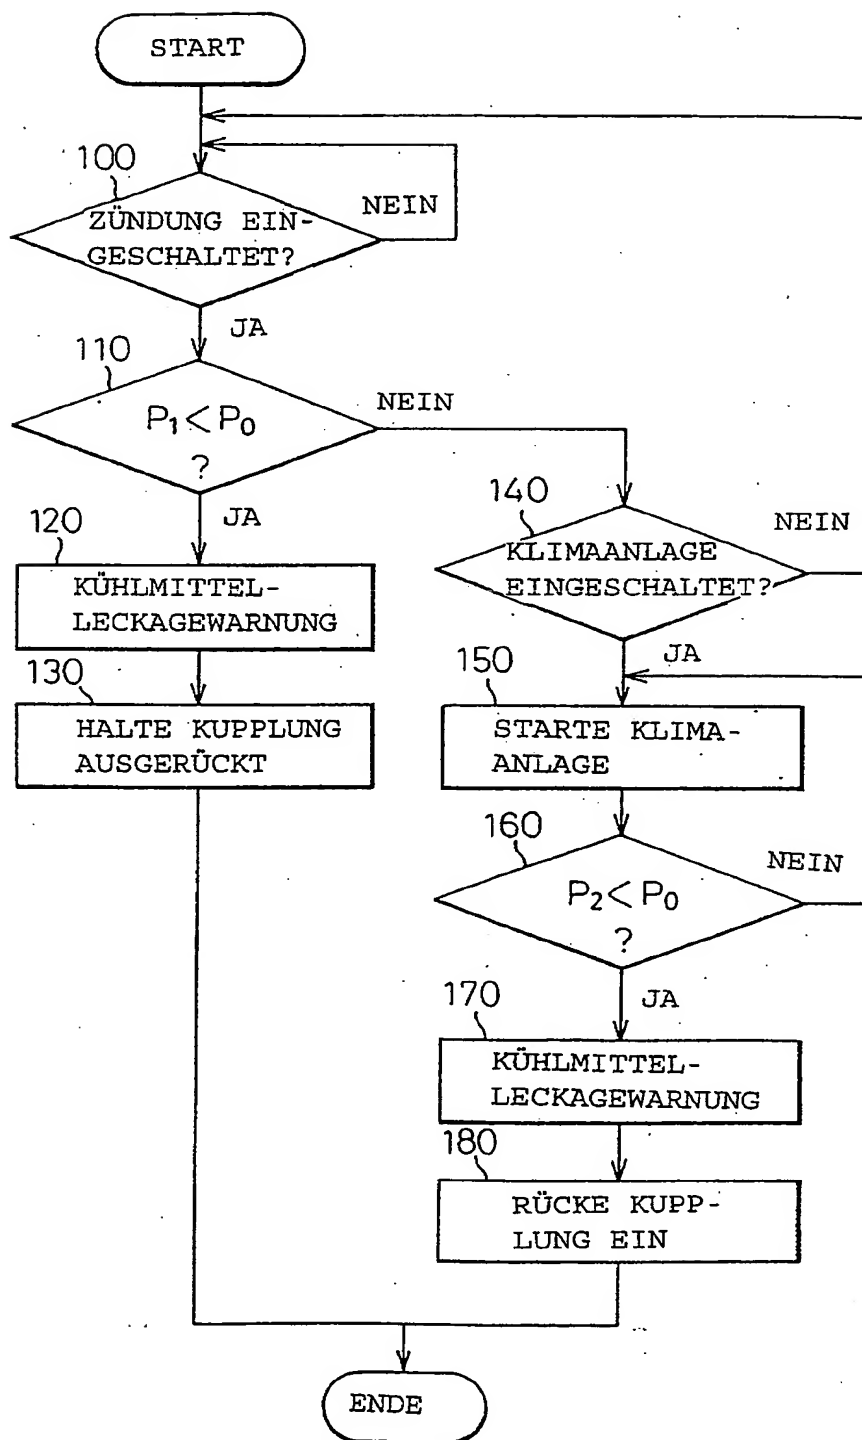 START
100
ZÜNDUNG EIN-
GESCHALTET?
NEIN
JA
110
P₁<P₀
?
NEIN
JA
120
KÜHLMITTEL-
LECKAGEWARNUNG
130
HALTE KUPPLUNG
AUSGERÜCKT
140
KLIMAANLAGE
EINGESCHALTET?
NEIN
JA
150
STARTE KLIMA-
ANLAGE
160
P₂<P₀
?
NEIN
JA
170
KÜHLMITTEL-
LECKAGEWARNUNG
180
RÜCKE KUPP-
LUNG EIN
ENDE